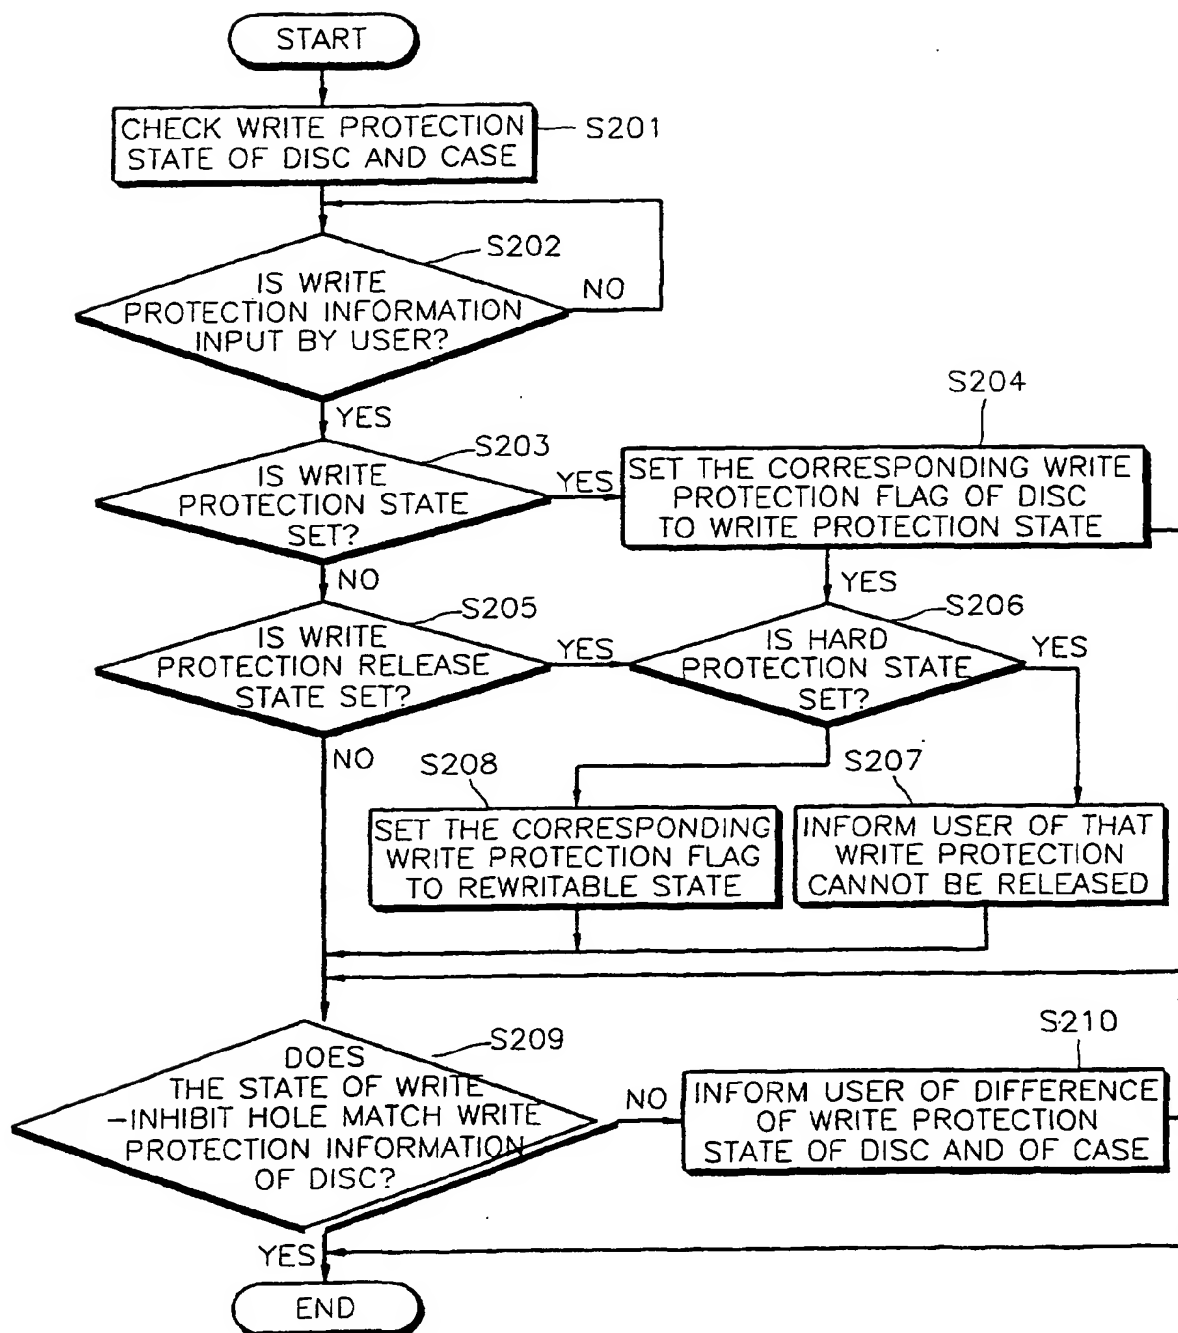 START
CHECK WRITE PROTECTION
STATE OF DISC AND CASE
S201
S202
IS WRITE
PROTECTION INFORMATION
INPUT BY USER?
NO
YES
S203
IS WRITE
PROTECTION STATE
SET?
YES
S204
SET THE CORRESPONDING WRITE
PROTECTION FLAG OF DISC
TO WRITE PROTECTION STATE
NO
YES
S205
IS WRITE
PROTECTION RELEASE
STATE SET?
YES
S206
IS HARD
PROTECTION STATE
SET?
YES
NO
S208
SET THE CORRESPONDING
WRITE PROTECTION FLAG
TO REWRITABLE STATE
S207
INFORM USER OF THAT
WRITE PROTECTION
CANNOT BE RELEASED
S209
DOES
THE STATE OF WRITE
-INHIBIT HOLE MATCH WRITE
PROTECTION INFORMATION
OF DISC?
NO
S210
INFORM USER OF DIFFERENCE
OF WRITE PROTECTION
STATE OF DISC AND OF CASE
YES
END